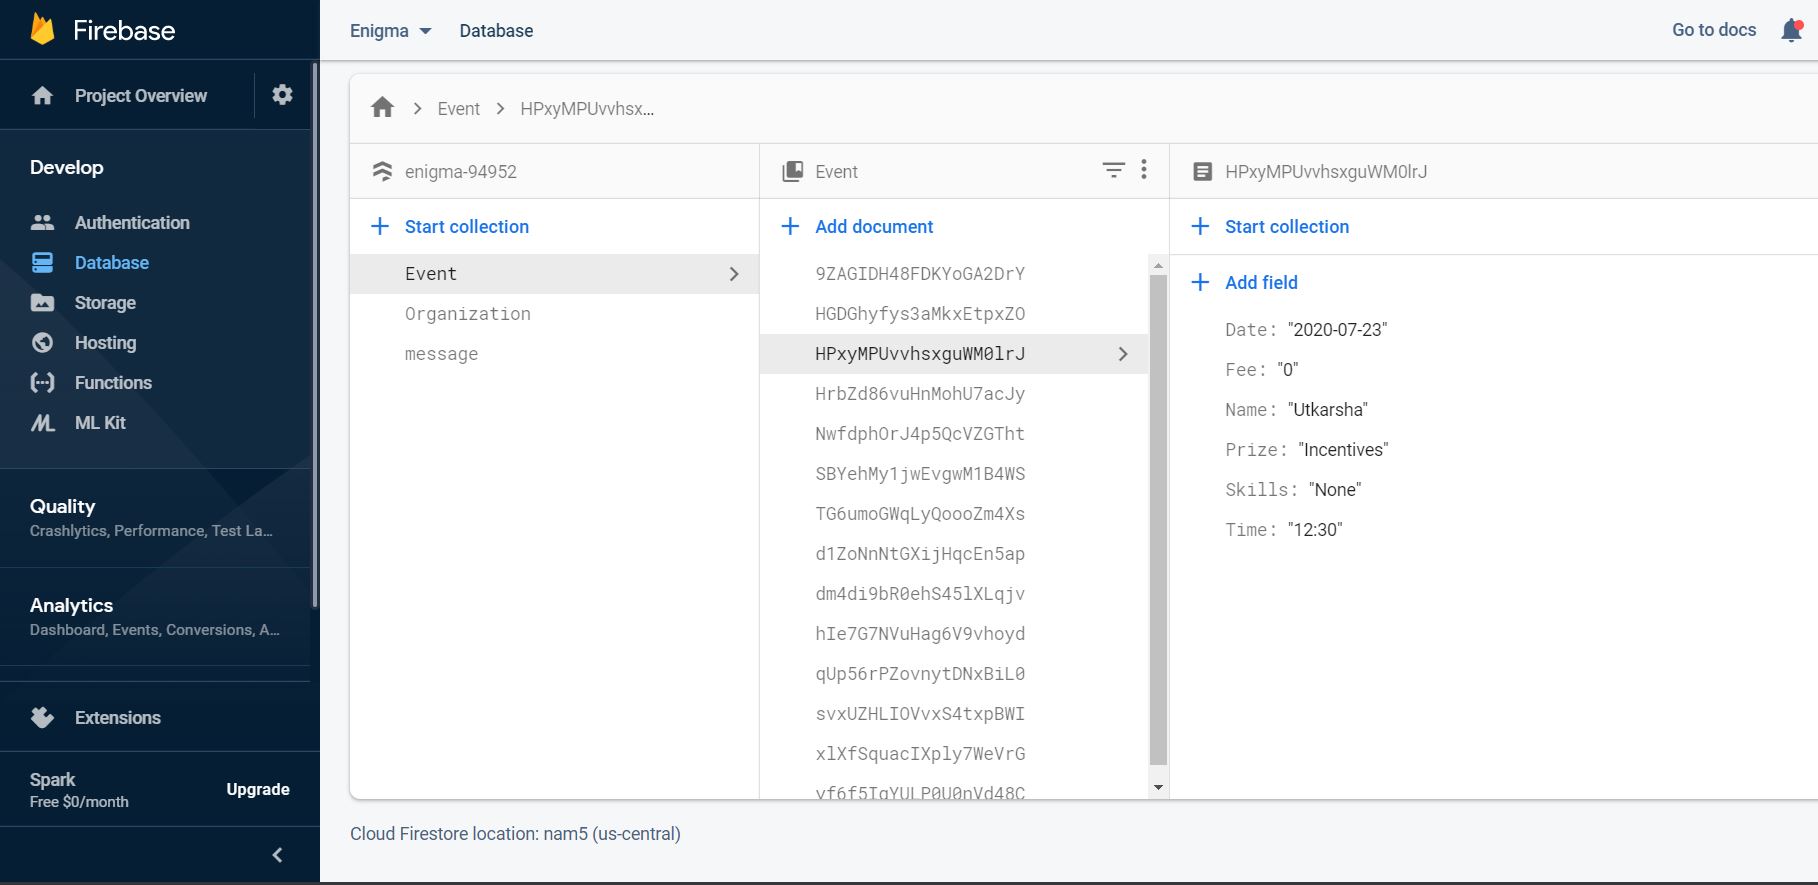 Firebase
Enigma Database Go to docs
Project Overview
Event HPxyMPUvvhsx...
Develop
enigma-94952
Event
HPxyMPUvvhsxguWM0lrJ
Start collection
Add document
Start collection
Authentication
Database
Storage
Hosting
Functions
ML Kit
Event
Organization
message
9ZAGIDH48FDKYoGA2DrY
HGDGhyfys3aMkxEtpxZO
HPxyMPUvvhsxguWM0lrJ
HrbZd86vuHnMohU7acJy
NwfdphOrJ4p5QcVZGTht
SBYehMy1jwEvgwM1B4WS
TG6umoGWqLyQoooZm4Xs
d1ZoNnNtGXijHqcEn5ap
dm4di9bR0ehS45lXLqjv
hIe7G7NVuHag6V9vhoyd
qUp56rPZovnytDNxBiL0
svxUZHLIOVvxS4txpBWI
xlXfSquacIXply7WeVrG
Add field
Date: "2020-07-23"
Fee: "0"
Name: "Utkarsha"
Prize: "Incentives"
Skills: "None"
Time: "12:30"
Quality
Crashlytics, Performance, Test La...
Analytics
Dashboard, Events, Conversions, A...
Extensions
Spark
Free $0/month
Upgrade
Cloud Firestore location: nam5 (us-central)